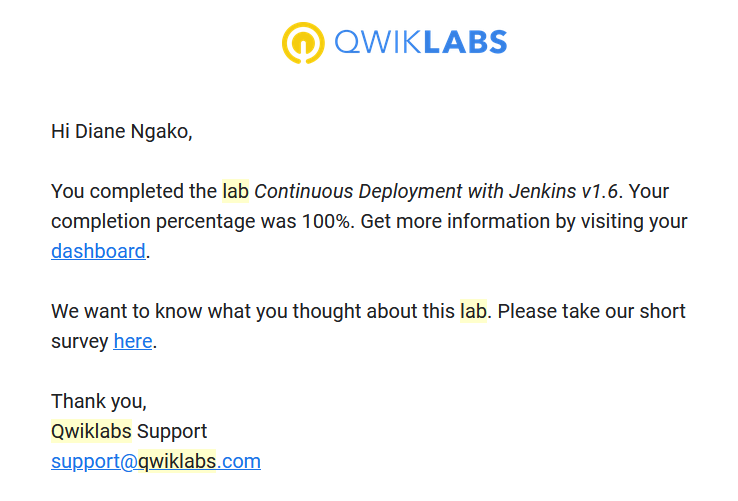 QWIKLABS
Hi Diane Ngako,
You completed the lab Continuous Deployment with Jenkins v1.6. Your
completion percentage was 100%. Get more information by visiting your
dashboard.
We want to know what you thought about this lab. Please take our short
survey here.
Thank you,
Qwiklabs Support
support@qwiklabs.com